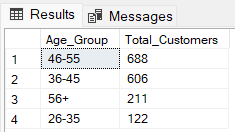 Results Messages
Age_Group Total_Customers
1 46-55 688
2 36-45 606
3 56+ 211
4 26-35 122